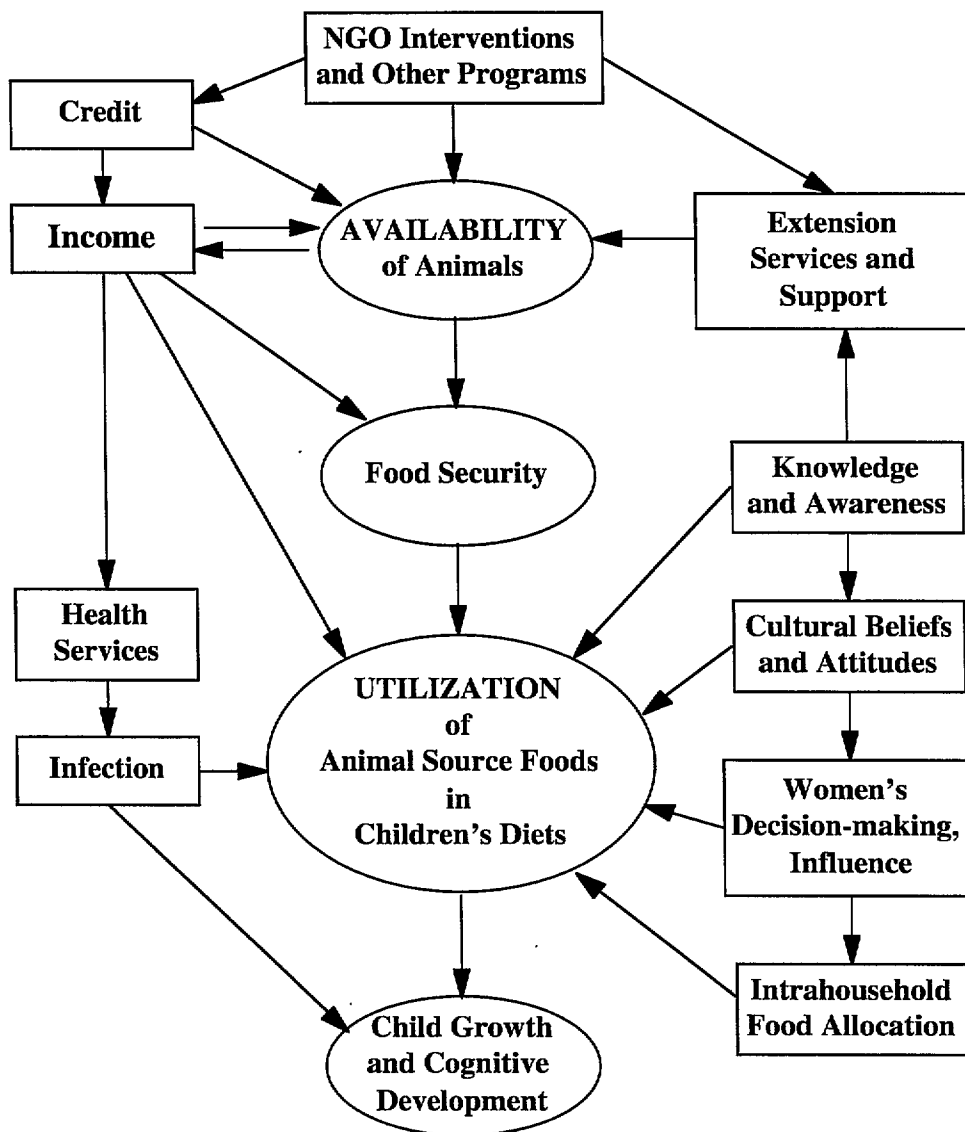 NGO Interventions
and Other Programs
Credit
Income
AVAILABILITY
of Animals
Extension
Services and
Support
Food Security
Knowledge
and Awareness
Health
Services
Cultural Beliefs
and Attitudes
UTILIZATION
of
Animal Source Foods
in
Children's Diets
Infection
Women's
Decision-making,
Influence
Intrahousehold
Food Allocation
Child Growth
and Cognitive
Development